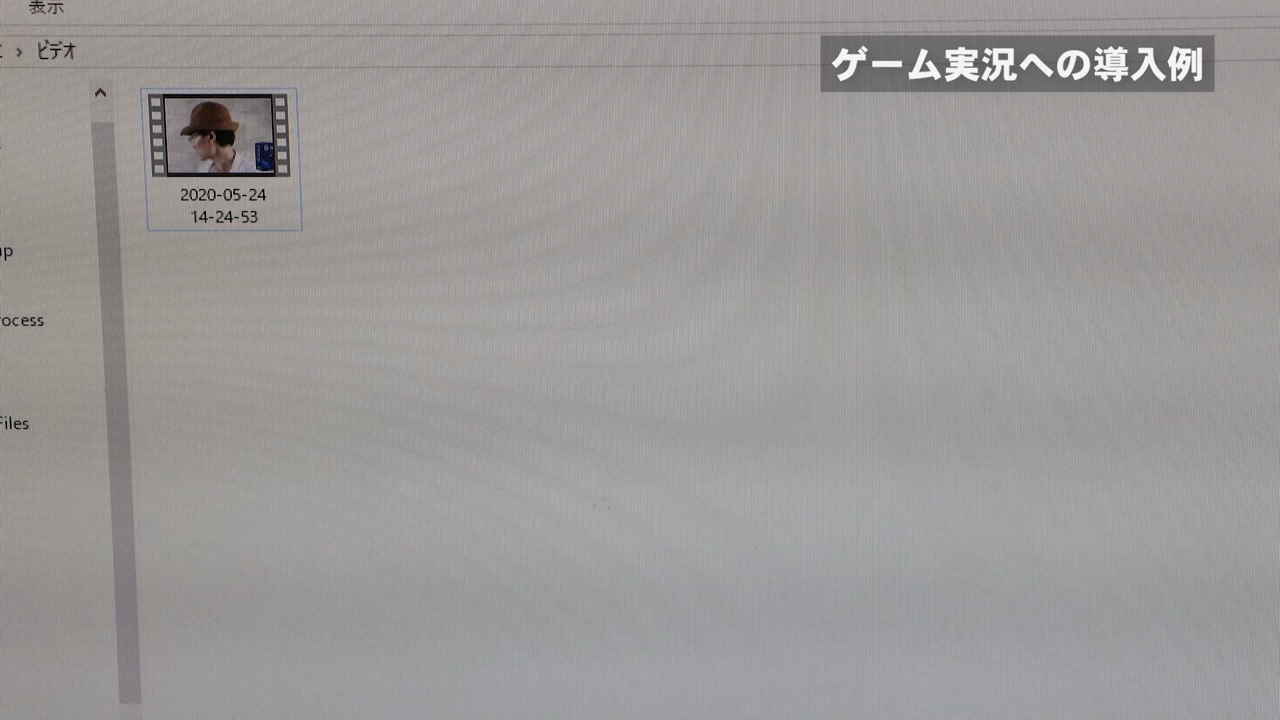 表示
› ビデオ
ゲーム実況への導入例
2020-05-24
14-24-53
rocess
Files